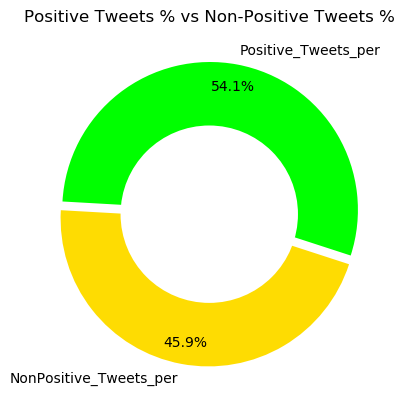 Positive Tweets % vs Non-Positive Tweets %
Positive_Tweets_per
54.1%
45.9%
NonPositive_Tweets_per